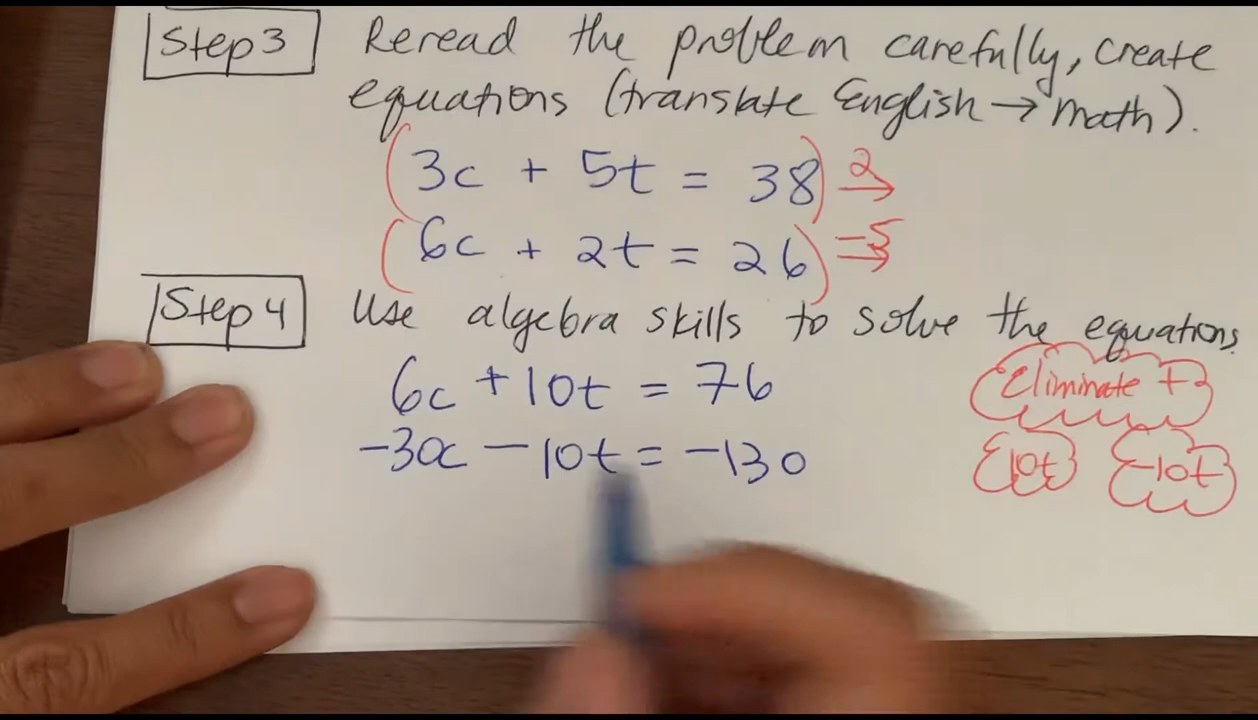 Step 3 Reread the problem carefully, create
equations (translate English → math).
(3c + 5t = 38) 2 →
(6c + 2t = 26) -5 →
Step 4 Use algebra skills to solve the equations.
6c + 10t = 76
-30c - 10t = -130
Eliminate t
10t -10t